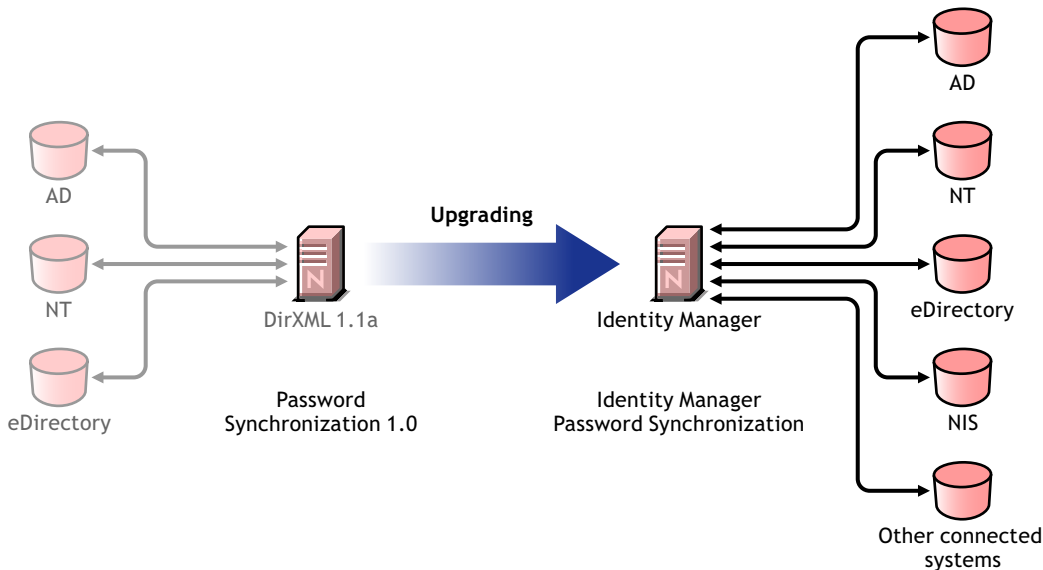 AD
NT
eDirectory
DirXML 1.1a
Password
Synchronization 1.0
Upgrading
N
N
Identity Manager
Identity Manager
Password Synchronization
AD
NT
eDirectory
NIS
Other connected
systems